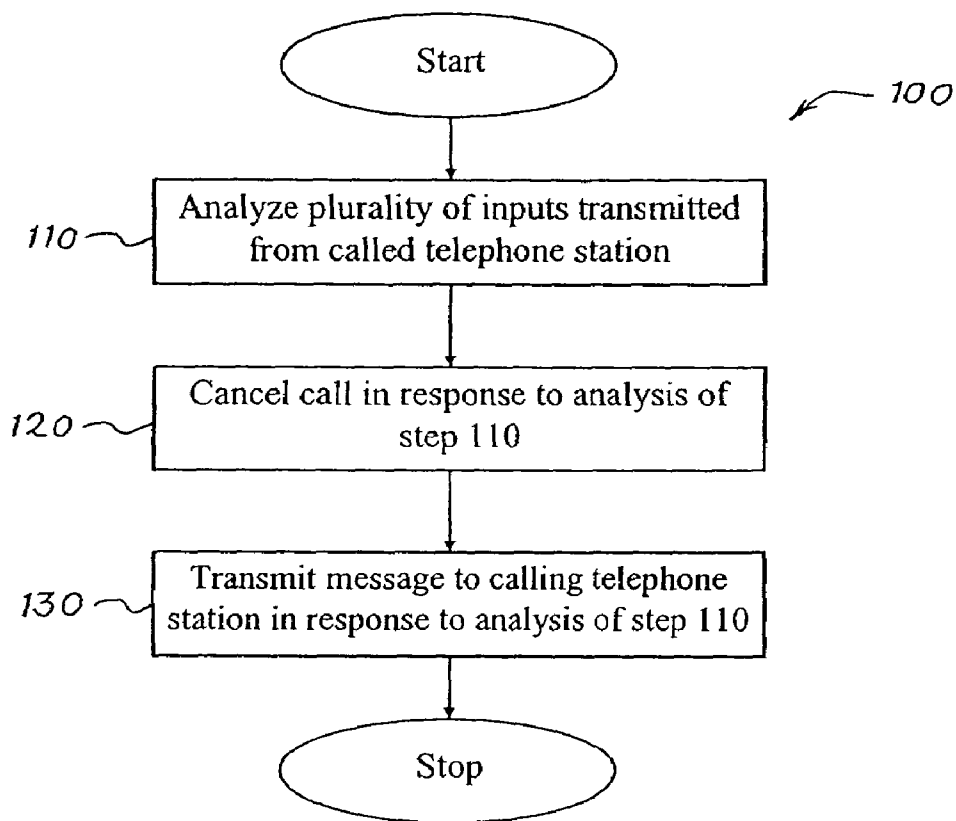 Start
100
Analyze plurality of inputs transmitted
from called telephone station
110
Cancel call in response to analysis of
step 110
120
Transmit message to calling telephone
station in response to analysis of step 110
130
Stop